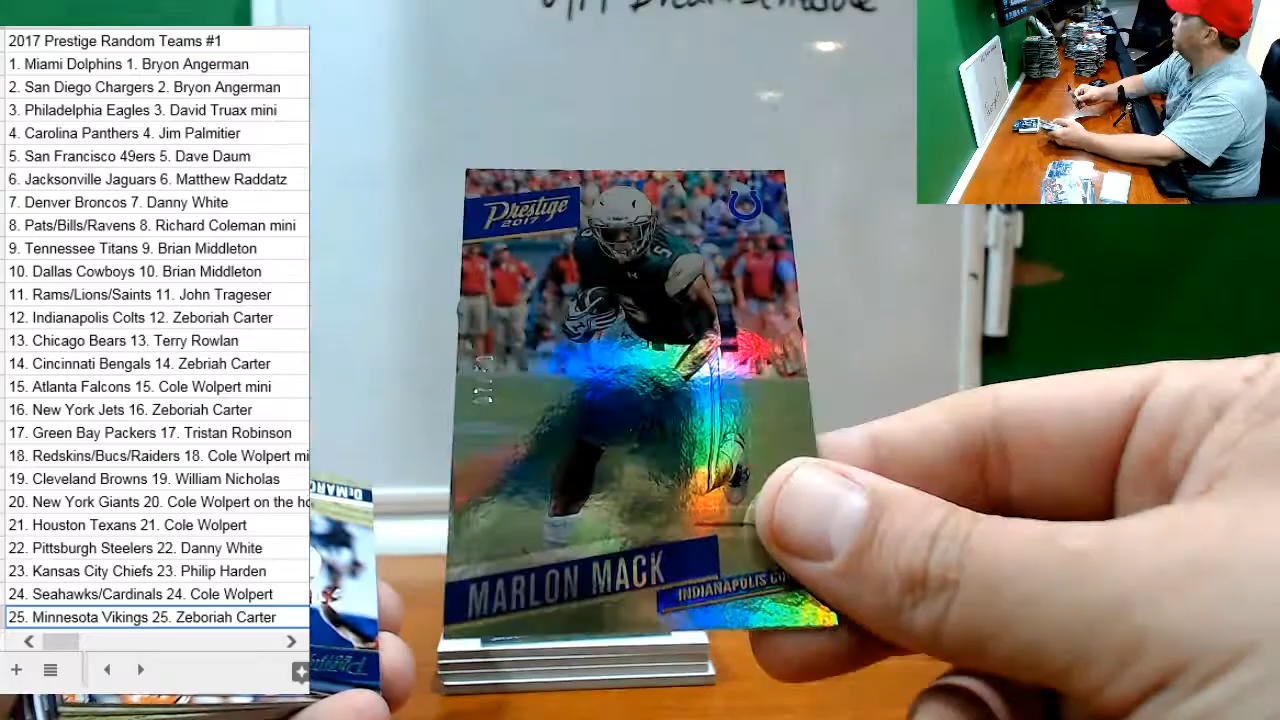 2017 Prestige Random Teams #1
1. Miami Dolphins 1. Bryon Angerman
2. San Diego Chargers 2. Bryon Angerman
3. Philadelphia Eagles 3. David Truax mini
4. Carolina Panthers 4. Jim Palmitier
5. San Francisco 49ers 5. Dave Daum
6. Jacksonville Jaguars 6. Matthew Raddatz
7. Denver Broncos 7. Danny White
8. Pats/Bills/Ravens 8. Richard Coleman mini
9. Tennessee Titans 9. Brian Middleton
10. Dallas Cowboys 10. Brian Middleton
11. Rams/Lions/Saints 11. John Trageser
12. Indianapolis Colts 12. Zeboriah Carter
13. Chicago Bears 13. Terry Rowlan
14. Cincinnati Bengals 14. Zebriah Carter
15. Atlanta Falcons 15. Cole Wolpert mini
16. New York Jets 16. Zeboriah Carter
17. Green Bay Packers 17. Tristan Robinson
18. Redskins/Bucs/Raiders 18. Cole Wolpert mi
19. Cleveland Browns 19. William Nicholas
20. New York Giants 20. Cole Wolpert on the ho
21. Houston Texans 21. Cole Wolpert
22. Pittsburgh Steelers 22. Danny White
23. Kansas City Chiefs 23. Philip Harden
24. Seahawks/Cardinals 24. Cole Wolpert
25. Minnesota Vikings 25. Zeboriah Carter
Prestige
2017
MARLON MACK
INDIANAPOLIS CO
DEMARC